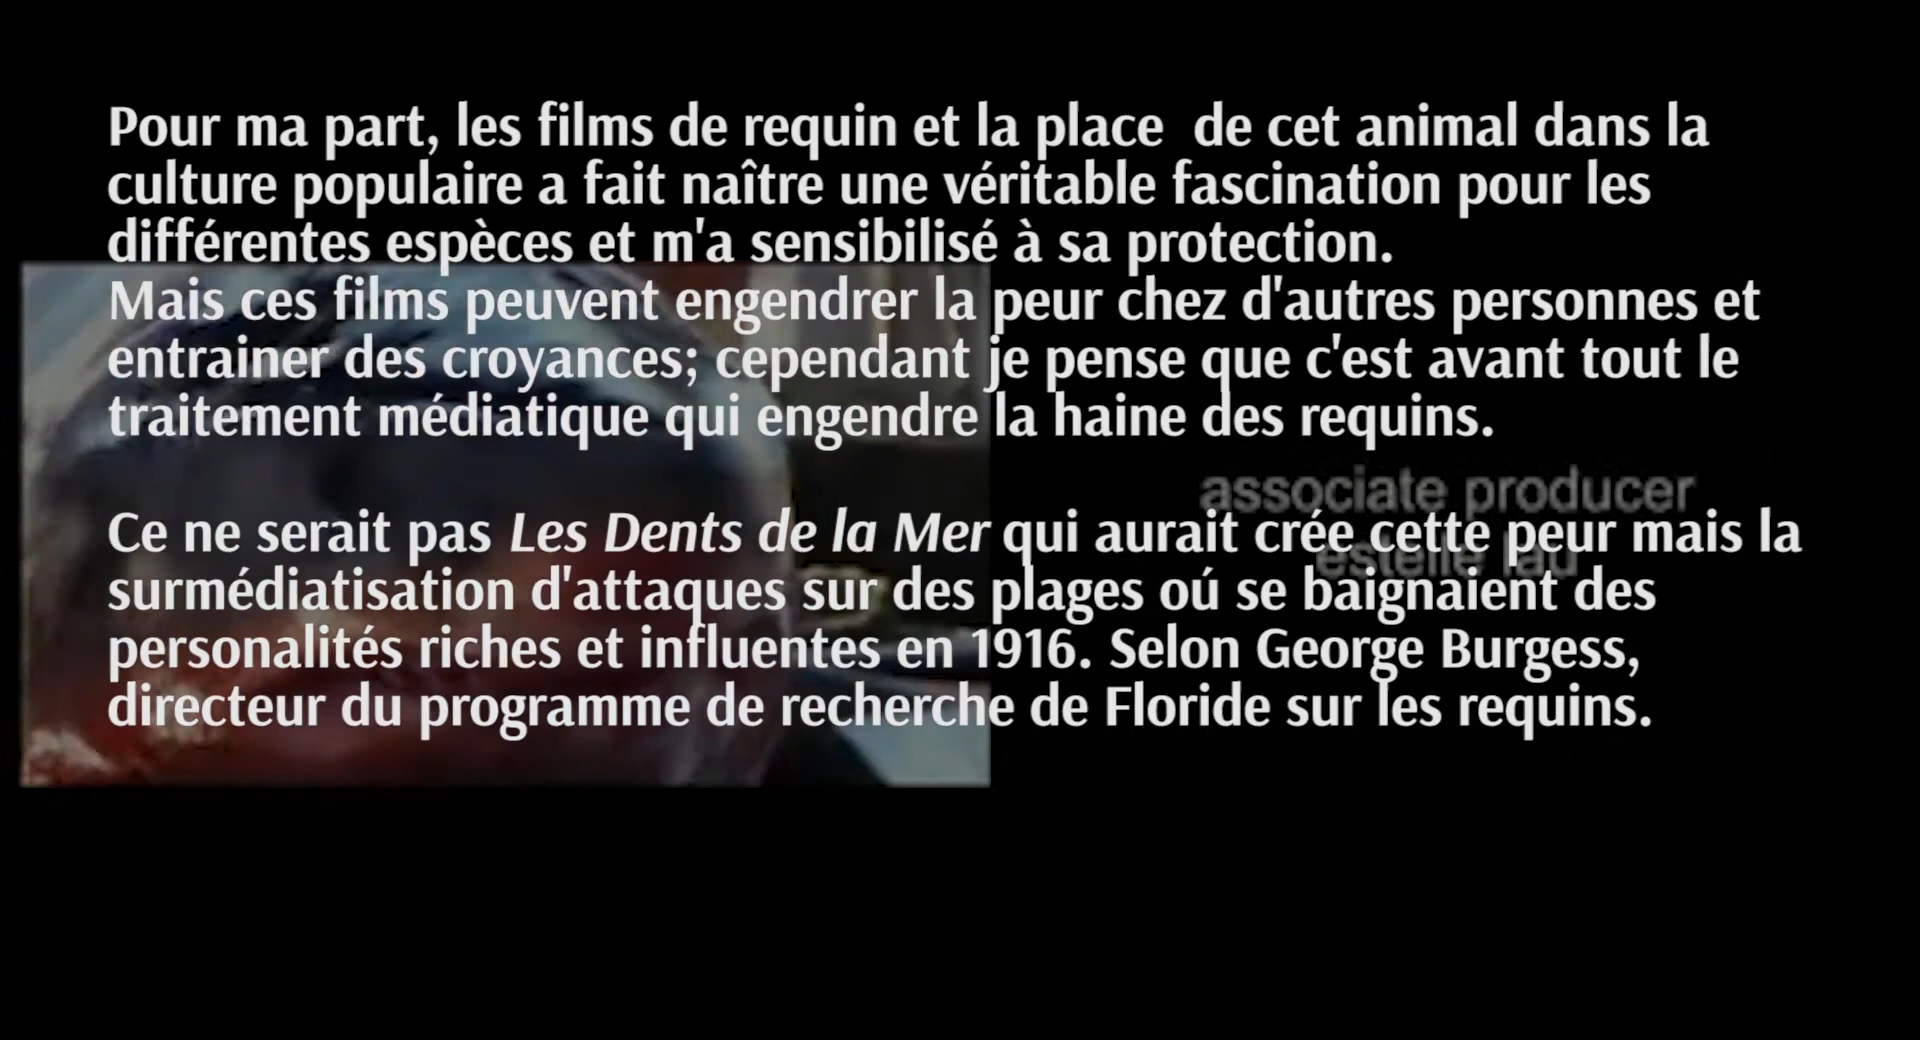 Pour ma part, les films de requin et la place  de cet animal dans la
culture populaire a fait naître une véritable fascination pour les
différentes espèces et m'a sensibilisé à sa protection.
Mais ces films peuvent engendrer la peur chez d'autres personnes et
entrainer des croyances; cependant je pense que c'est avant tout le
traitement médiatique qui engendre la haine des requins.
associate producer
estelle lau
Ce ne serait pas Les Dents de la Mer qui aurait crée cette peur mais la
surmédiatisation d'attaques sur des plages oú se baignaient des
personalités riches et influentes en 1916. Selon George Burgess,
directeur du programme de recherche de Floride sur les requins.